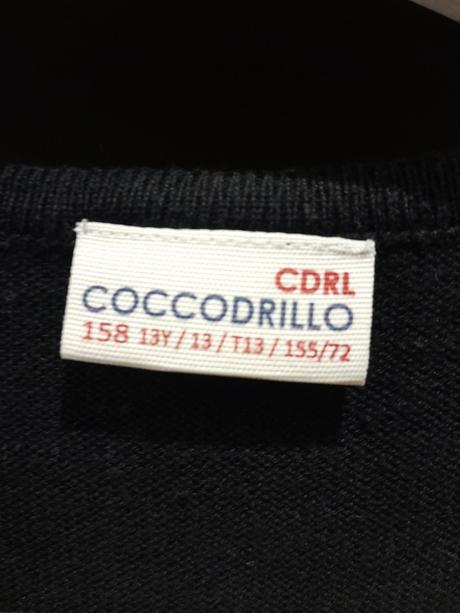 CDRL
COCCODRILLO
158 13Y / 13 / T13 / 155/72